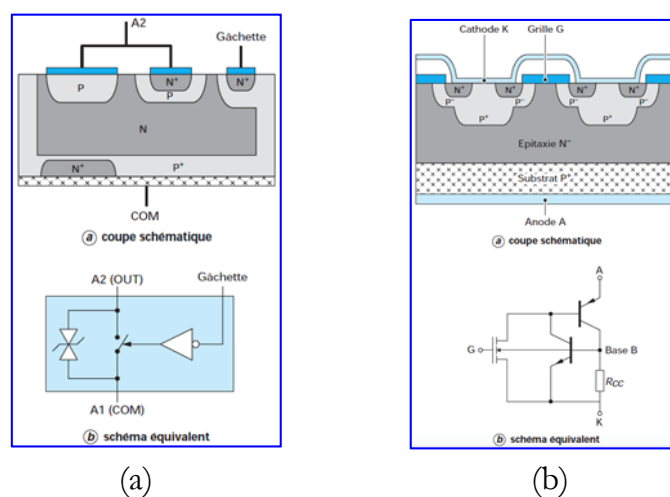 A2
Gâchette
P
N⁺
N⁺
P
N
N⁺
P⁺
COM
ⓐ coupe schématique
A2 (OUT)
Gâchette
A1 (COM)
ⓑ schéma équivalent
(a)
Cathode K
Grille G
N⁺
N⁺
N⁺
N⁺
P⁻
P⁻
P⁻
P⁻
P⁺
P⁺
Epitaxie N⁻
Substrat P⁺
Anode A
ⓐ coupe schématique
A
G
Base B
RCC
K
ⓑ schéma équivalent
(b)